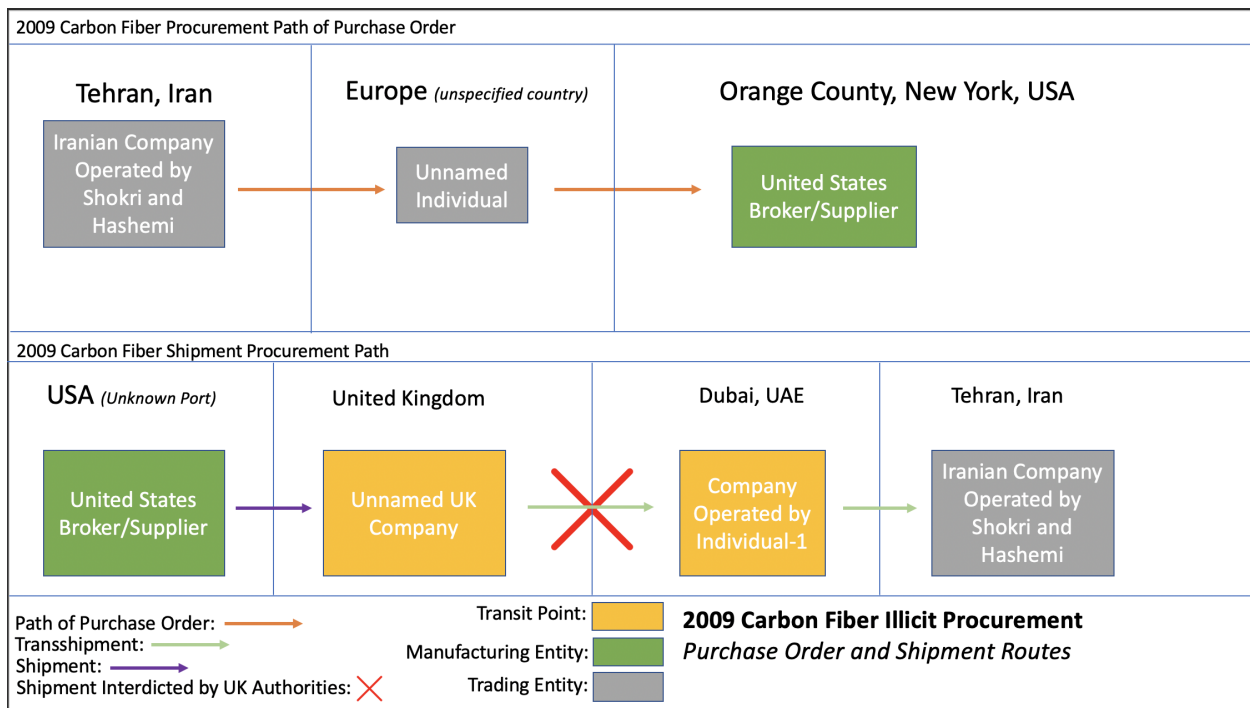 2009 Carbon Fiber Procurement Path of Purchase Order
Tehran, Iran
Iranian Company
Operated by
Shokri and
Hashemi
Europe (unspecified country)
Unnamed
Individual
Orange County, New York, USA
United States
Broker/Supplier
2009 Carbon Fiber Shipment Procurement Path
USA (Unknown Port)
United States
Broker/Supplier
United Kingdom
Unnamed UK
Company
Dubai, UAE
Company
Operated by
Individual-1
Tehran, Iran
Iranian Company
Operated by
Shokri and
Hashemi
Path of Purchase Order:
Transshipment:
Shipment:
Shipment Interdicted by UK Authorities:
Transit Point:
Manufacturing Entity:
Trading Entity:
2009 Carbon Fiber Illicit Procurement
Purchase Order and Shipment Routes